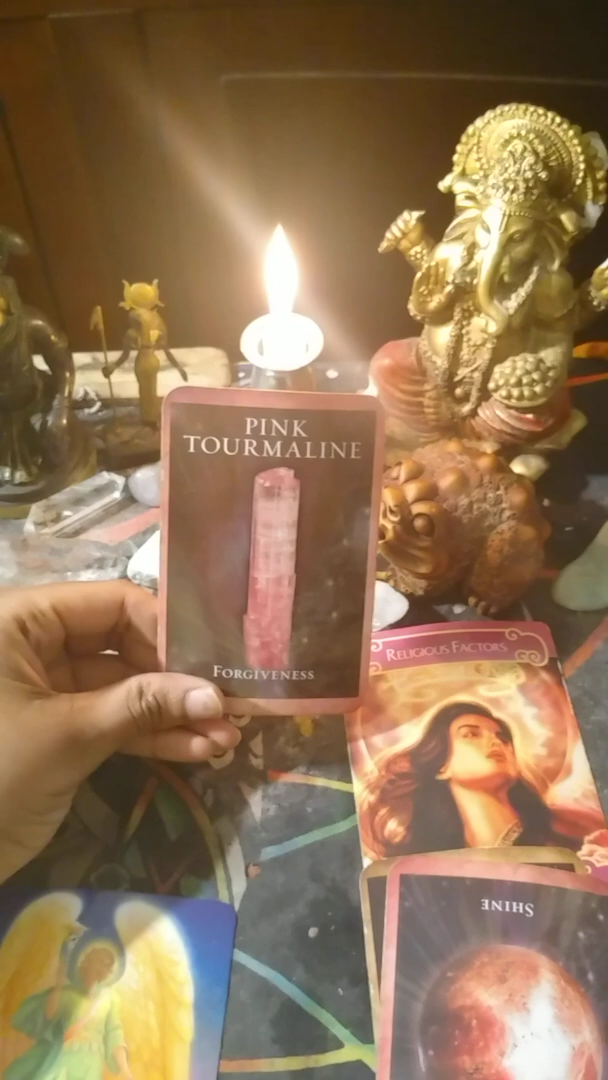 PINK
TOURMALINE
FORGIVENESS
RELIGIOUS FACTORS
SHINE